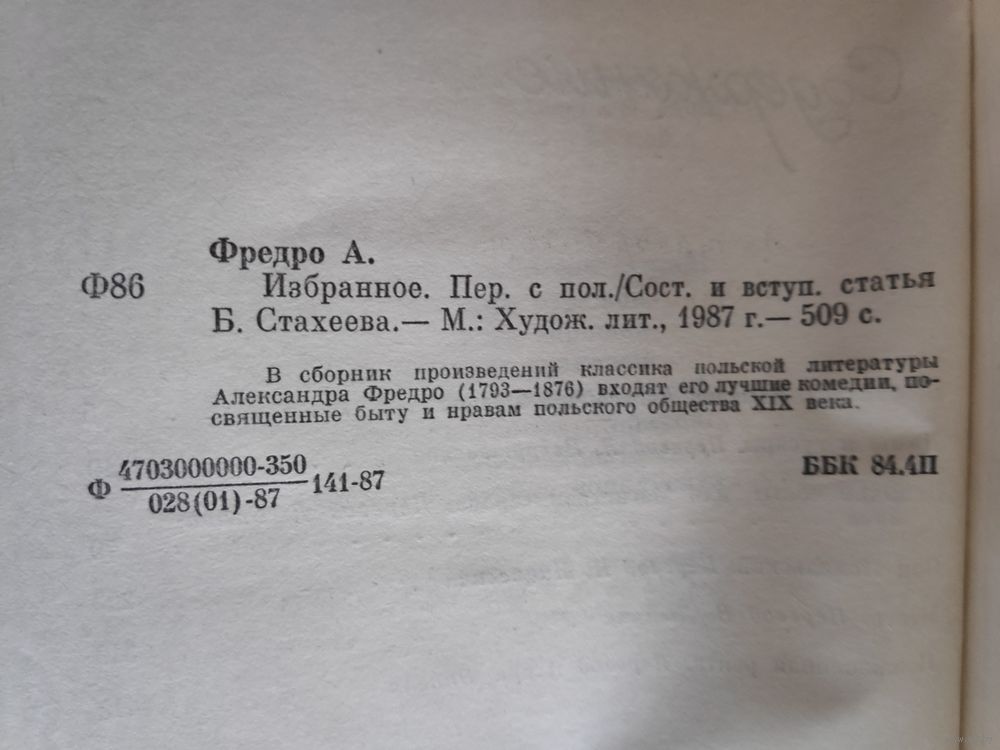 Фредро А.
Ф86 Избранное. Пер. с пол./Сост. и вступ. статья
Б. Стахеева.— М.: Худож. лит., 1987 г.— 509 с.
В сборник произведений классика польской литературы
Александра Фредро (1793—1876) входят его лучшие комедии, по-
священные быту и нравам польского общества XIX века.
4703000000-350
Ф 141-87
028(01)-87
ББК 84.4П